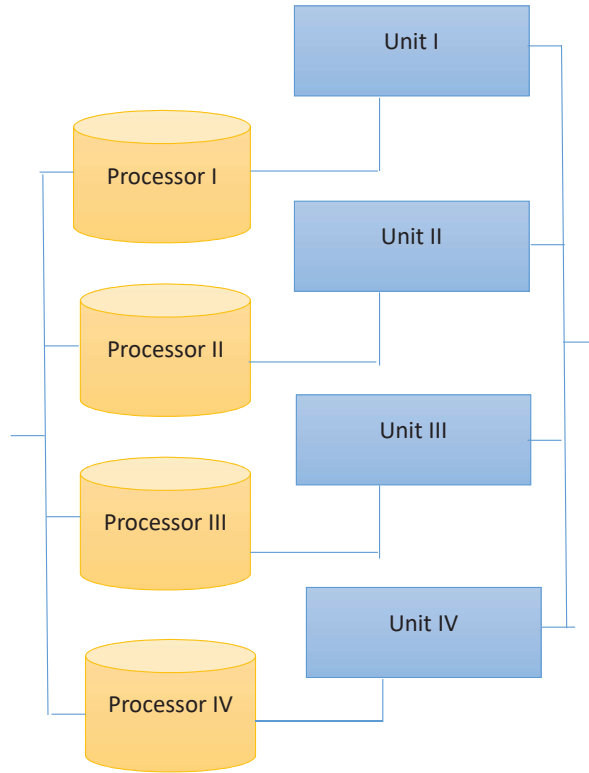 Unit I
Processor I
Unit II
Processor II
Unit III
Processor III
Unit IV
Processor IV